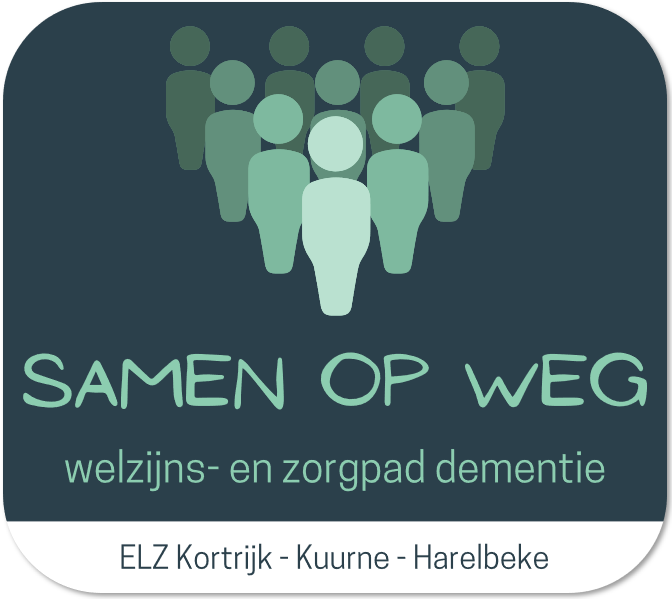 SAMEN OP WEG
welzijns- en zorgpad dementie
ELZ Kortrijk - Kuurne - Harelbeke